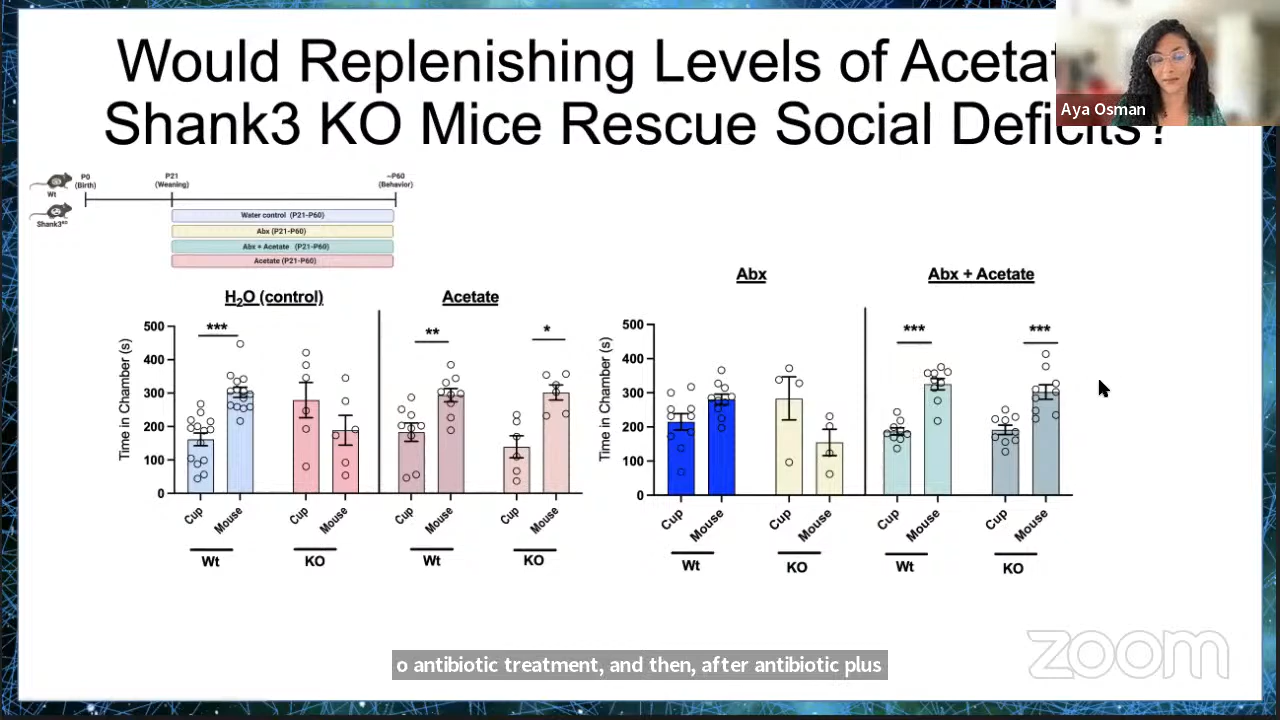 Would Replenishing Levels of Aceta
Shank3 KO Mice Rescue Social Deficits?
Aya Osman
P0
(Birth)
P21
(Weaning)
~P60
(Behavior)
Wt
Shank3KO
Water control (P21-P60)
Abx (P21-P60)
Abx + Acetate (P21-P60)
Acetate (P21-P60)
H2O (control)
Acetate
Abx
Abx + Acetate
Time in Chamber (s)
500
400
300
200
100
0
***
**
*
Cup
Mouse
Cup
Mouse
Cup
Mouse
Cup
Mouse
Wt
KO
Wt
KO
Time in Chamber (s)
500
400
300
200
100
0
***
***
Cup
Mouse
Cup
Mouse
Cup
Mouse
Cup
Mouse
Wt
KO
Wt
KO
zoom
o antibiotic treatment, and then, after antibiotic plus